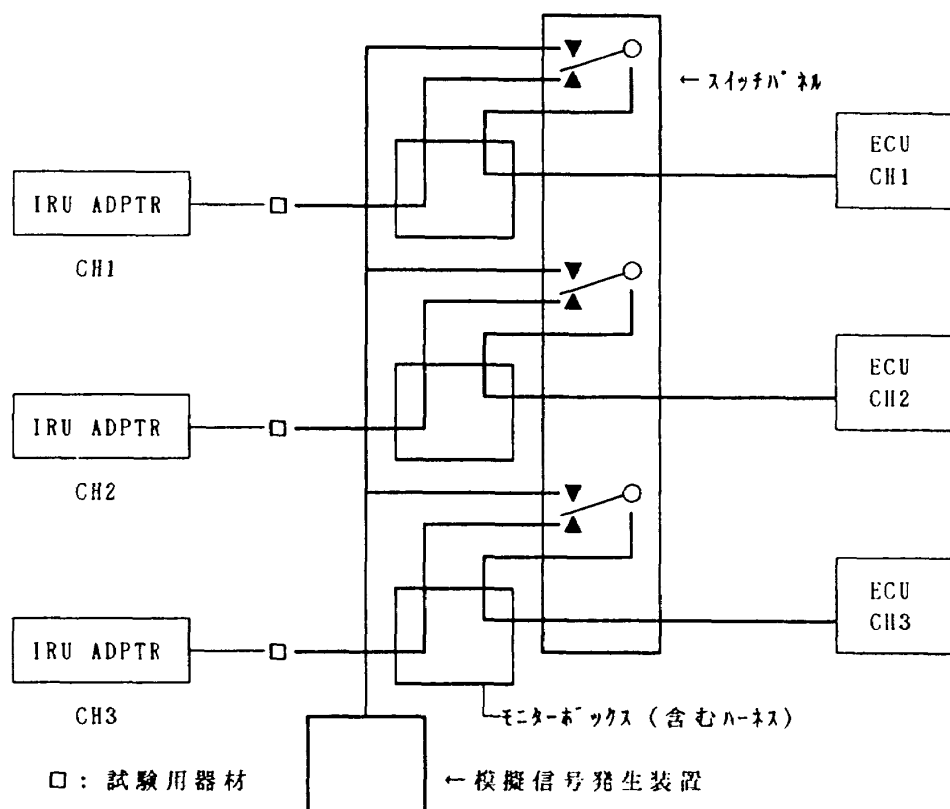 ←スイッチパネル
ECU
CH1
IRU ADPTR
CH1
ECU
CH2
IRU ADPTR
CH2
ECU
CH3
IRU ADPTR
CH3
モニターボックス（含むハーネス）
□：試験用器材
←模擬信号発生装置